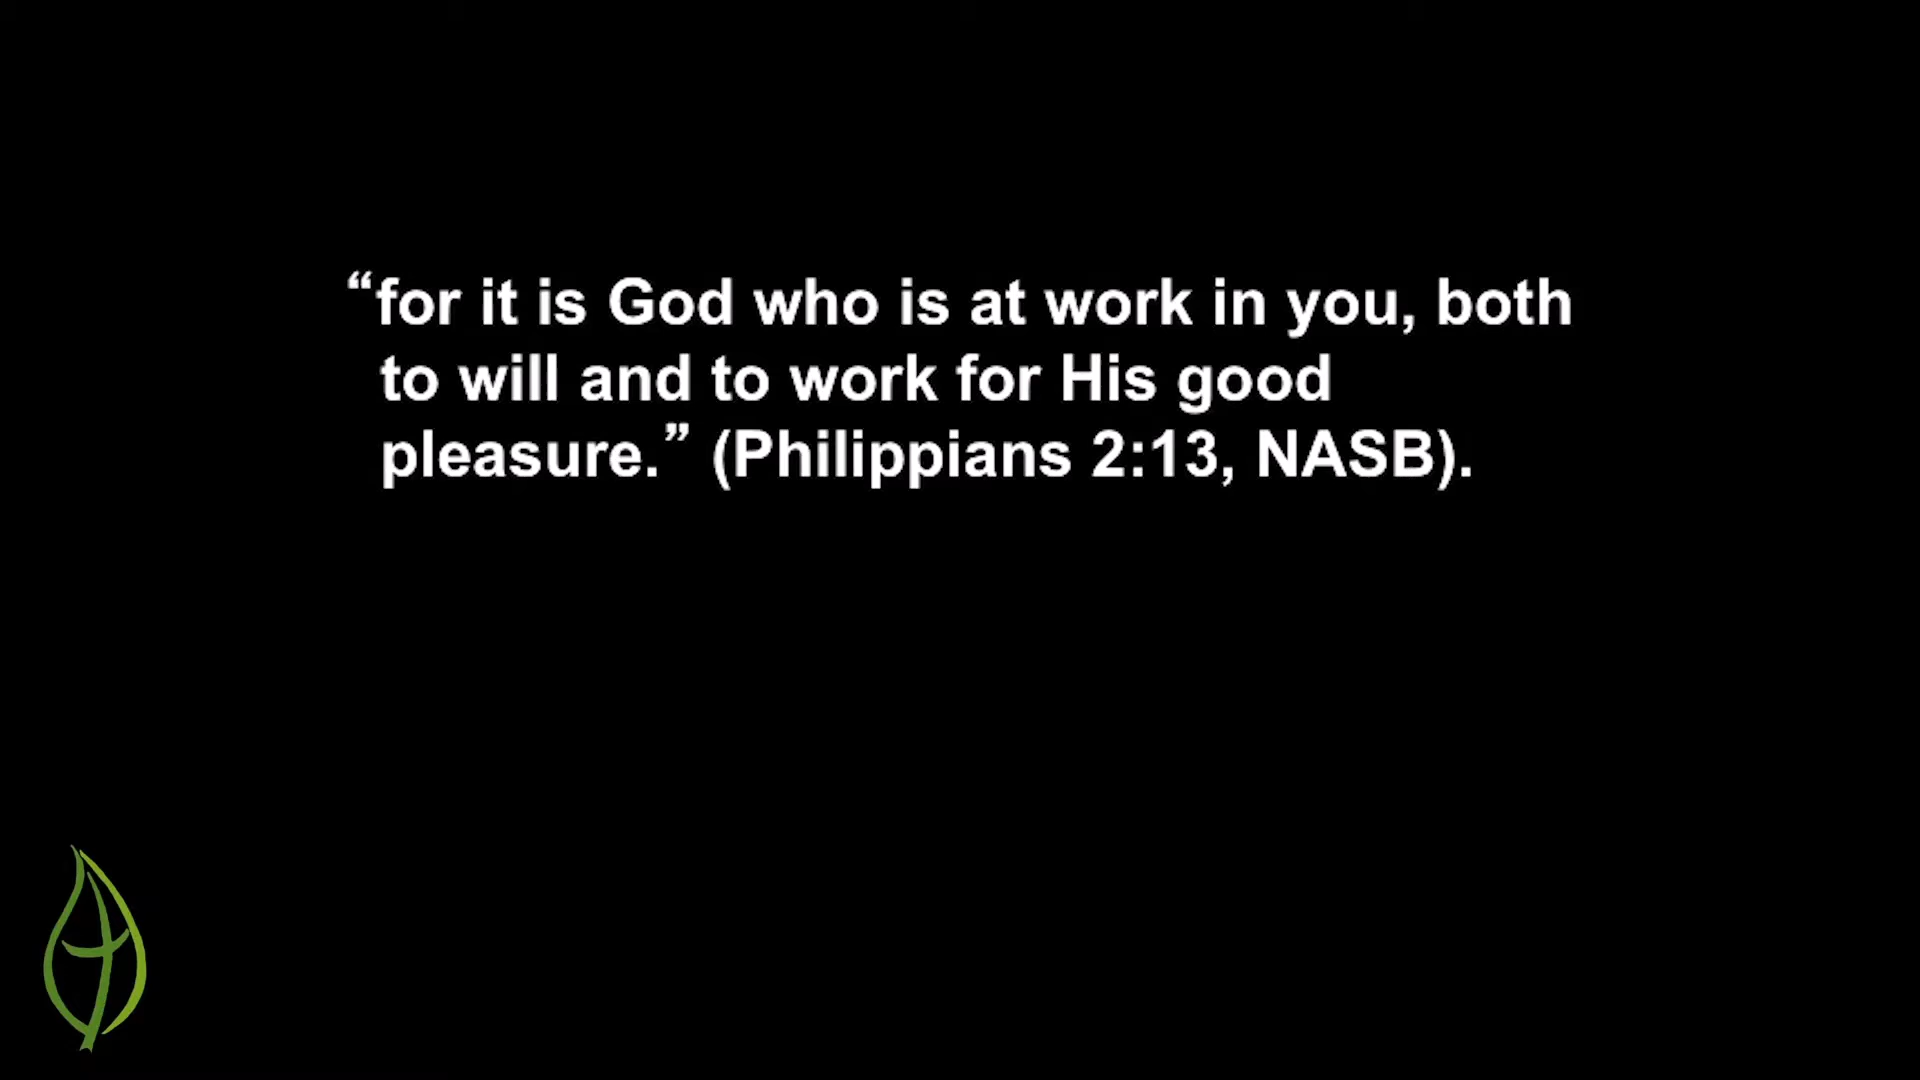 “for it is God who is at work in you, both
to will and to work for His good
pleasure.” (Philippians 2:13, NASB).